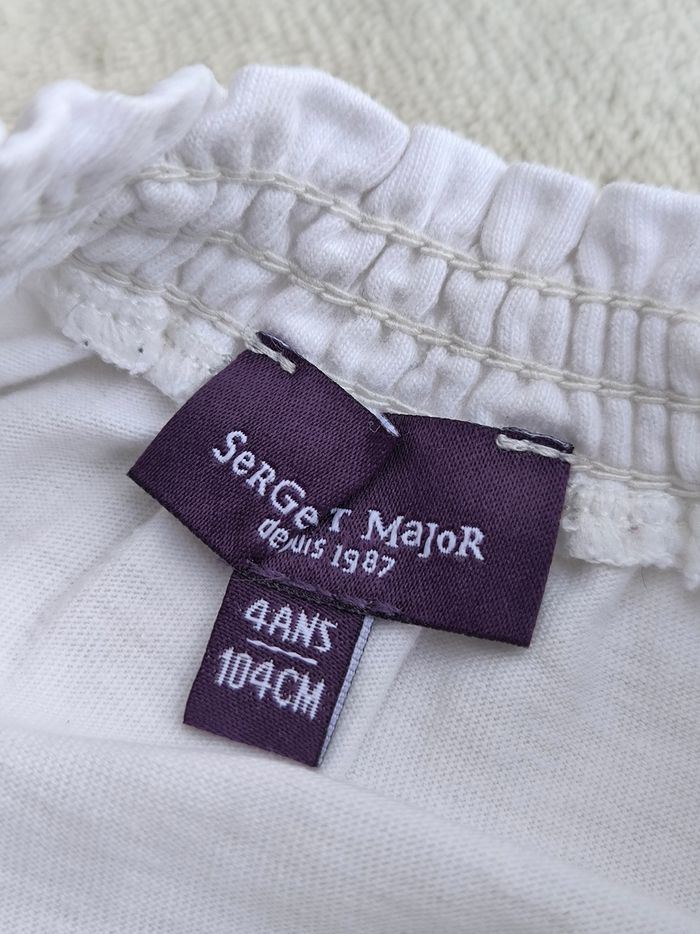 SeRGeT MaJoR
depuis 1987
4ANS
104CM